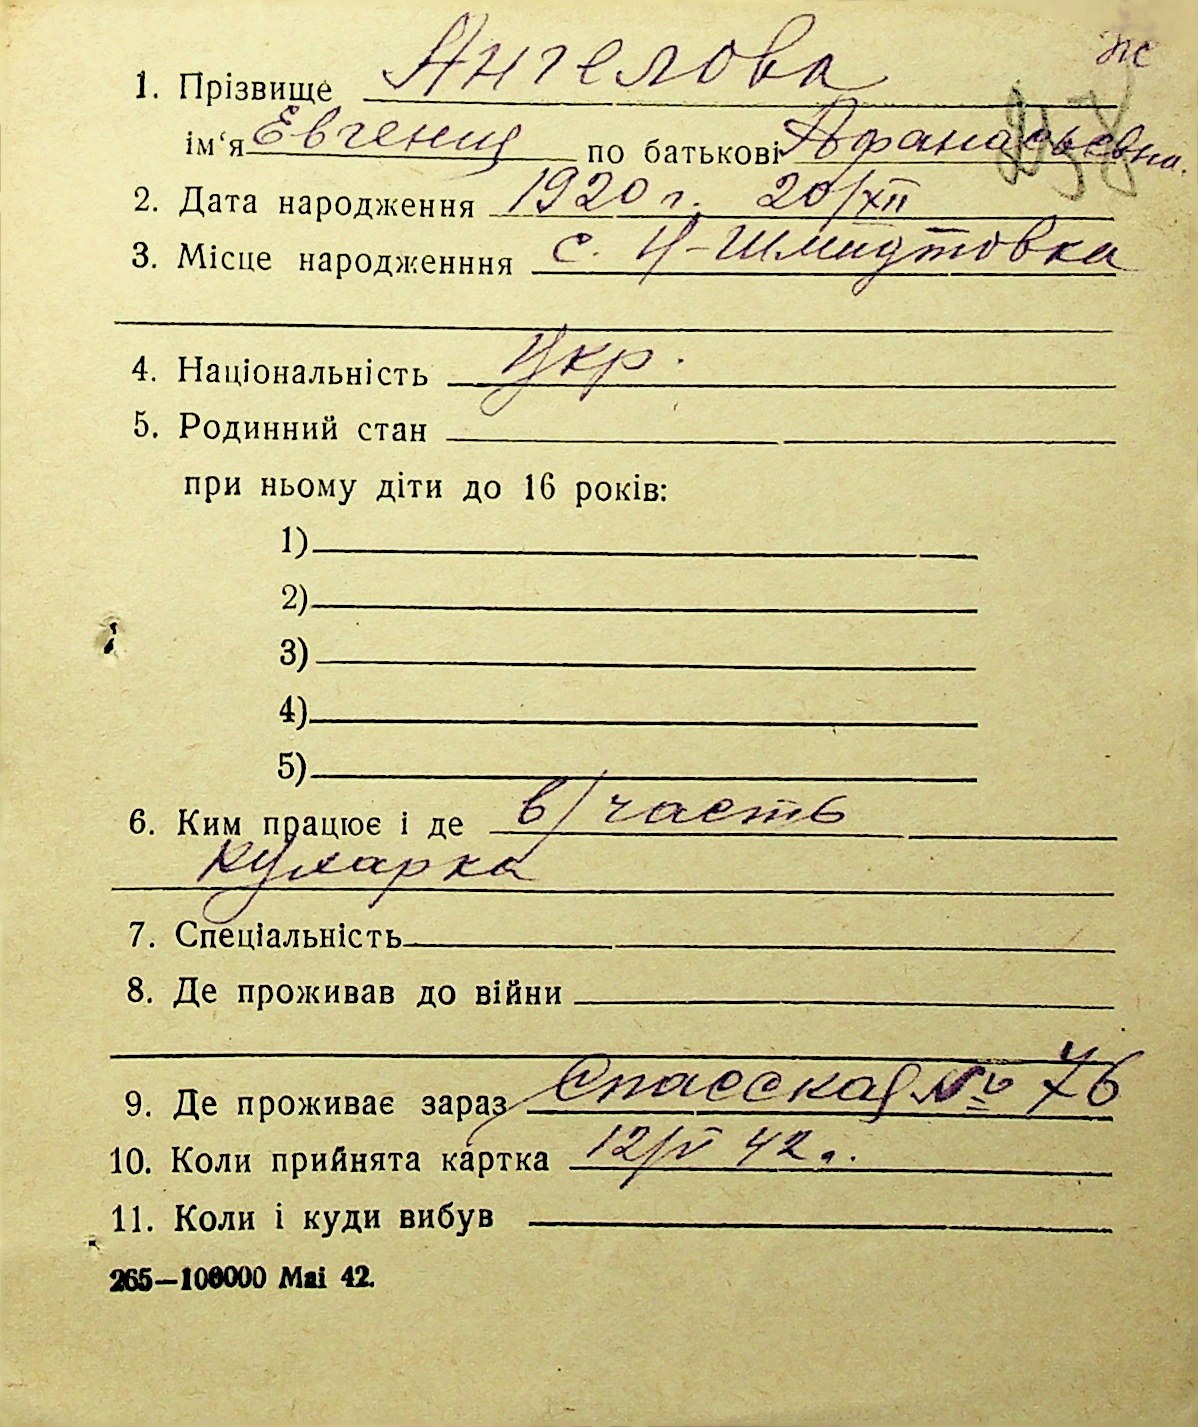 жс
1. Прізвище Ангелова
ім‘я Евгения по батькові Афанасьевна.
2. Дата народження 1920 г. 20/XII
3. Місце народженння с. Н-Шмидтовка
4. Національність Укр.
5. Родинний стан
при ньому діти до 16 років:
1)
2)
3)
4)
5)
6. Ким працює і де в/часть
кухарка
7. Спеціальність
8. Де проживав до війни
9. Де проживає зараз Спасская № 76
10. Коли прийнята картка 12/V 42 г.
11. Коли і куди вибув
265—100000 Маі 42.